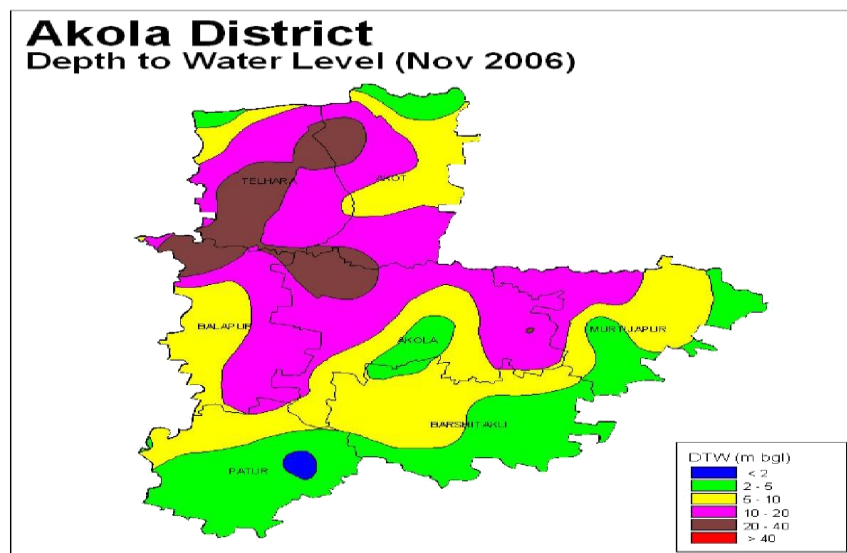 Akola District
Depth to Water Level (Nov 2006)
TELHARA
AKOT
BALAPUR
AKOLA
MURTIJAPUR
BARSHITAKLI
PATUR
DTW (m bgl)
< 2
2 - 5
5 - 10
10 - 20
20 - 40
> 40